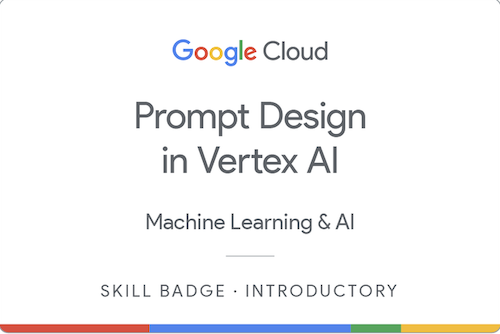 Google Cloud
Prompt Design
in Vertex AI
Machine Learning & AI
SKILL BADGE · INTRODUCTORY